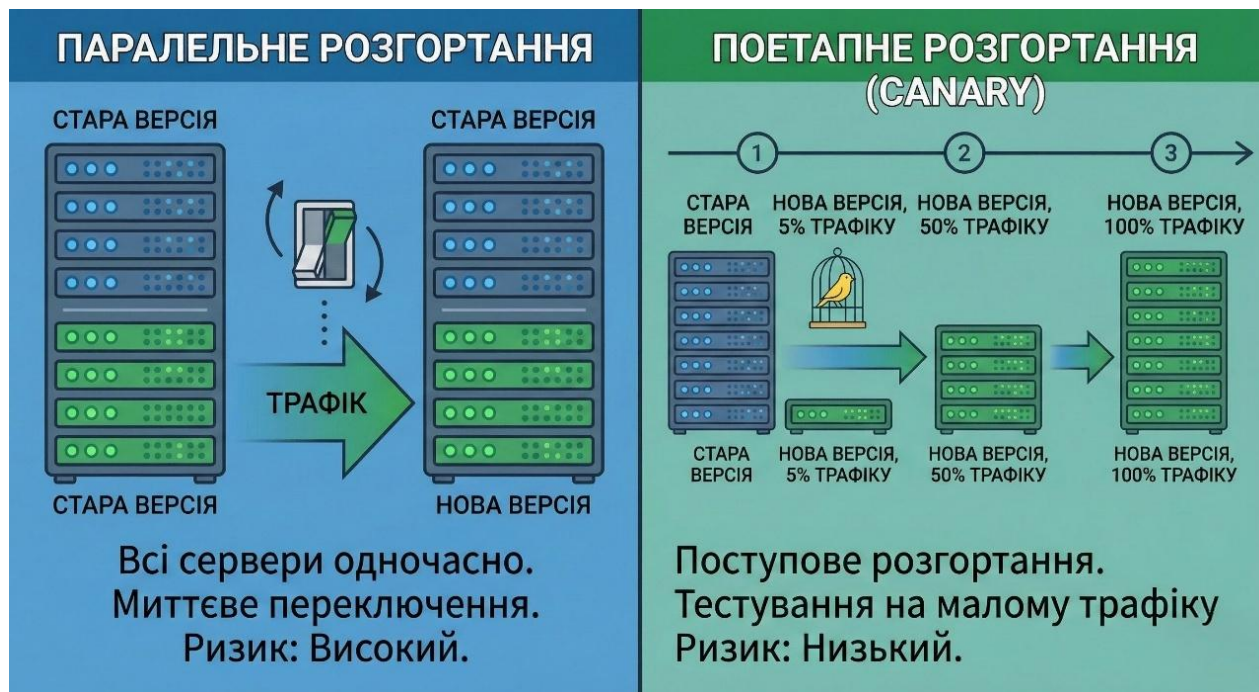 ПАРАЛЕЛЬНЕ РОЗГОРТАННЯ
СТАРА ВЕРСІЯ
СТАРА ВЕРСІЯ
ТРАФІК
СТАРА ВЕРСІЯ
НОВА ВЕРСІЯ
Всі сервери одночасно.
Миттєве переключення.
Ризик: Високий.
ПОЕТАПНЕ РОЗГОРТАННЯ
(CANARY)
1
2
3
СТАРА
ВЕРСІЯ
НОВА ВЕРСІЯ,
5% ТРАФІКУ
НОВА ВЕРСІЯ,
50% ТРАФІКУ
НОВА ВЕРСІЯ,
100% ТРАФІКУ
СТАРА
ВЕРСІЯ
НОВА ВЕРСІЯ,
5% ТРАФІКУ
НОВА ВЕРСІЯ,
50% ТРАФІКУ
НОВА ВЕРСІЯ,
100% ТРАФІКУ
Поступове розгортання.
Тестування на малому трафіку
Ризик: Низький.